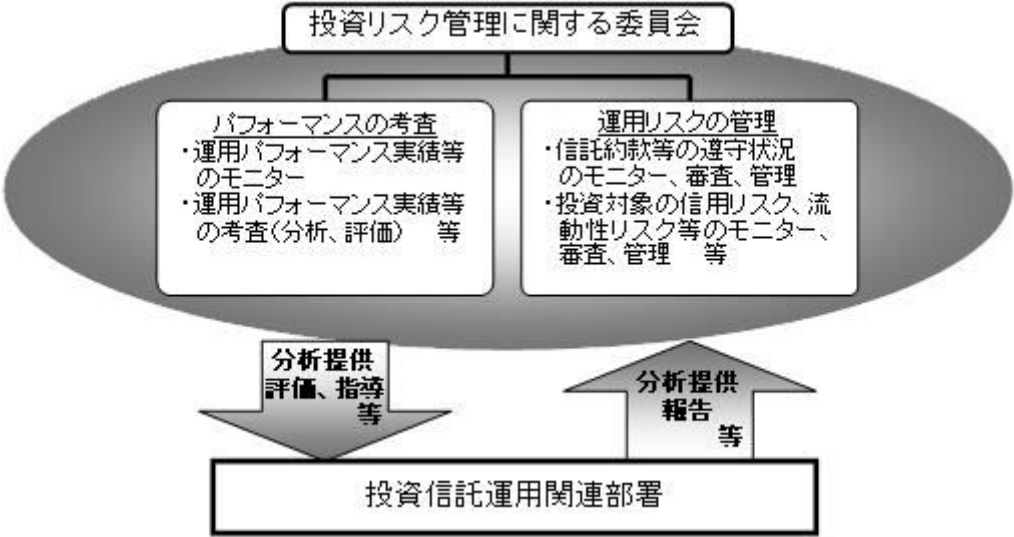 投資リスク管理に関する委員会
パフォーマンスの考査
・運用パフォーマンス実績等
のモニター
・運用パフォーマンス実績等
の考査(分析、評価) 等
運用リスクの管理
・信託約款等の遵守状況
のモニター、審査、管理
・投資対象の信用リスク、流
動性リスク等のモニター、
審査、管理 等
分析提供
評価、指導
等
分析提供
報告
等
投資信託運用関連部署